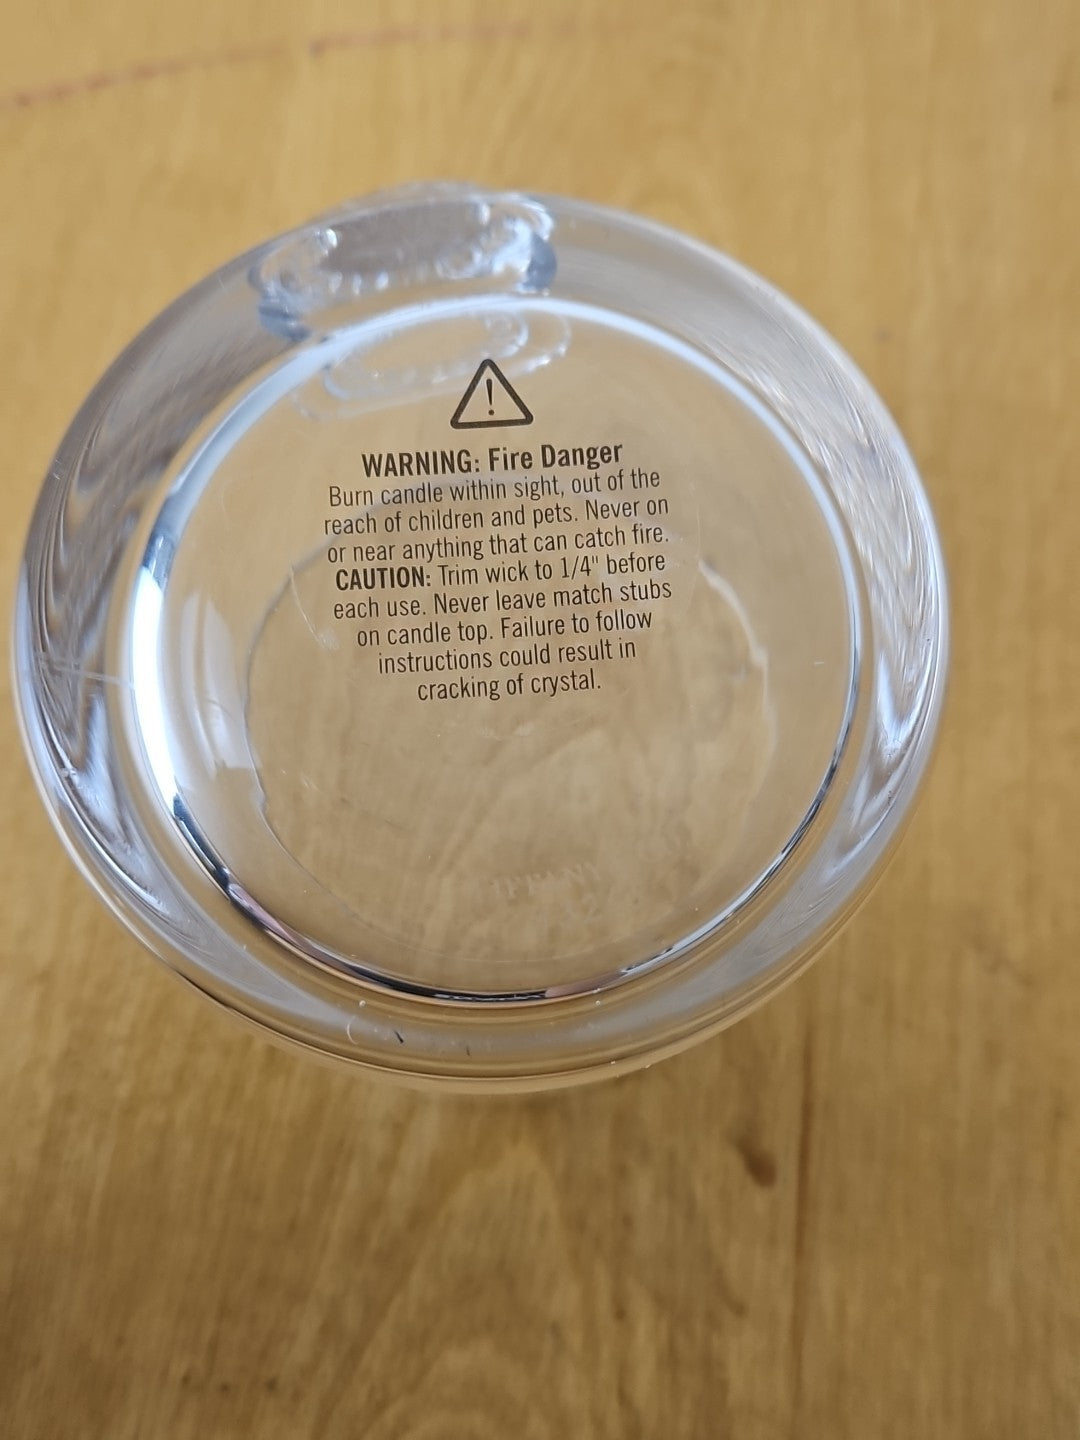 WARNING: Fire Danger
Burn candle within sight, out of the
reach of children and pets. Never on
or near anything that can catch fire.
CAUTION: Trim wick to 1/4" before
each use. Never leave match stubs
on candle top. Failure to follow
instructions could result in
cracking of crystal.